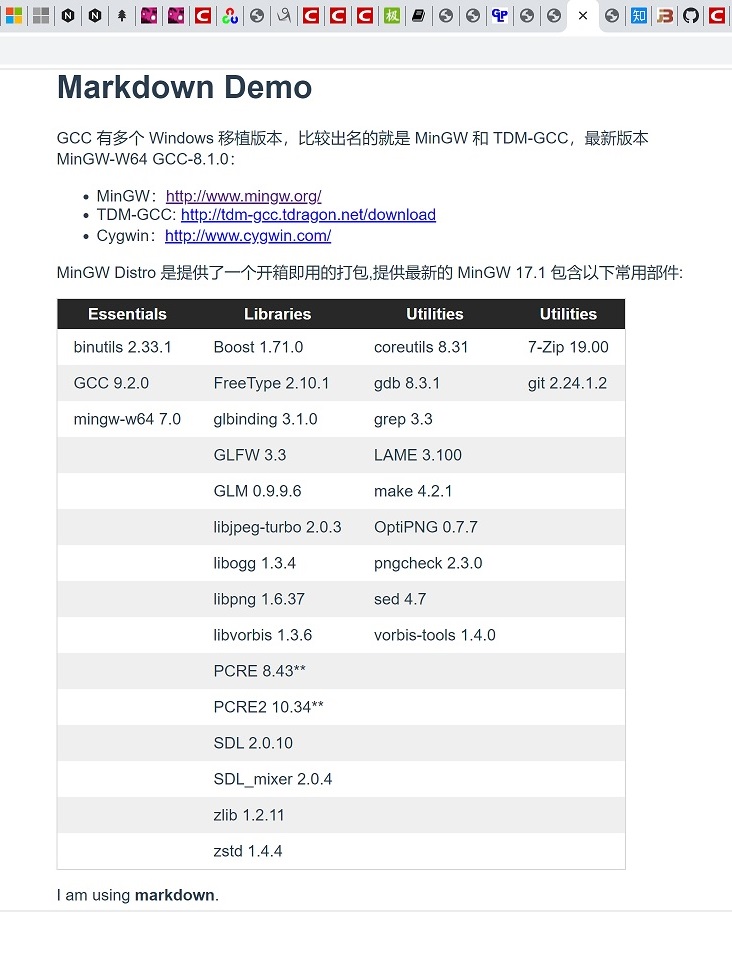 Markdown Demo
GCC 有多个 Windows 移植版本，比较出名的就是 MinGW 和 TDM-GCC，最新版本
MinGW-W64 GCC-8.1.0：
MinGW： http://www.mingw.org/
TDM-GCC: http://tdm-gcc.tdragon.net/download
Cygwin： http://www.cygwin.com/
MinGW Distro 是提供了一个开箱即用的打包,提供最新的 MinGW 17.1 包含以下常用部件:
Essentials Libraries Utilities Utilities
binutils 2.33.1 Boost 1.71.0 coreutils 8.31 7-Zip 19.00
GCC 9.2.0 FreeType 2.10.1 gdb 8.3.1 git 2.24.1.2
mingw-w64 7.0 glbinding 3.1.0 grep 3.3
GLFW 3.3 LAME 3.100
GLM 0.9.9.6 make 4.2.1
libjpeg-turbo 2.0.3 OptiPNG 0.7.7
libogg 1.3.4 pngcheck 2.3.0
libpng 1.6.37 sed 4.7
libvorbis 1.3.6 vorbis-tools 1.4.0
PCRE 8.43**
PCRE2 10.34**
SDL 2.0.10
SDL_mixer 2.0.4
zlib 1.2.11
zstd 1.4.4
I am using markdown.